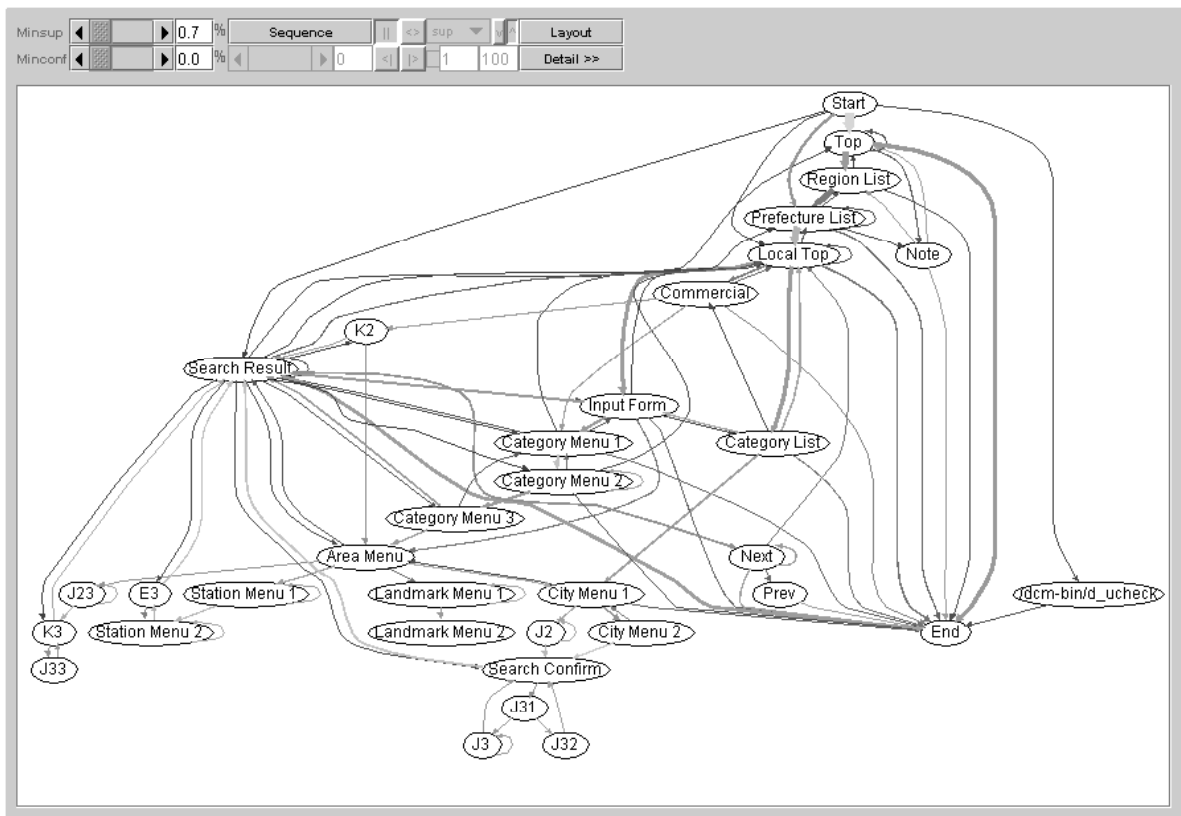 Minsup 0.7 % Sequence || <> sup v ^ Layout
Minconf 0.0 % 0 <| |> 1 100 Detail >>
Start
Top
Region List
Prefecture List
Local Top Note
Commercial
K2
Search Result
Input Form
Category Menu 1 Category List
Category Menu 2
Category Menu 3
Area Menu Next
J23 E3 Station Menu 1 Landmark Menu 1 City Menu 1 Prev /dcm-bin/d_ucheck
K3 Station Menu 2 Landmark Menu 2 J2 City Menu 2 End
J33 Search Confirm
J31
J3 J32